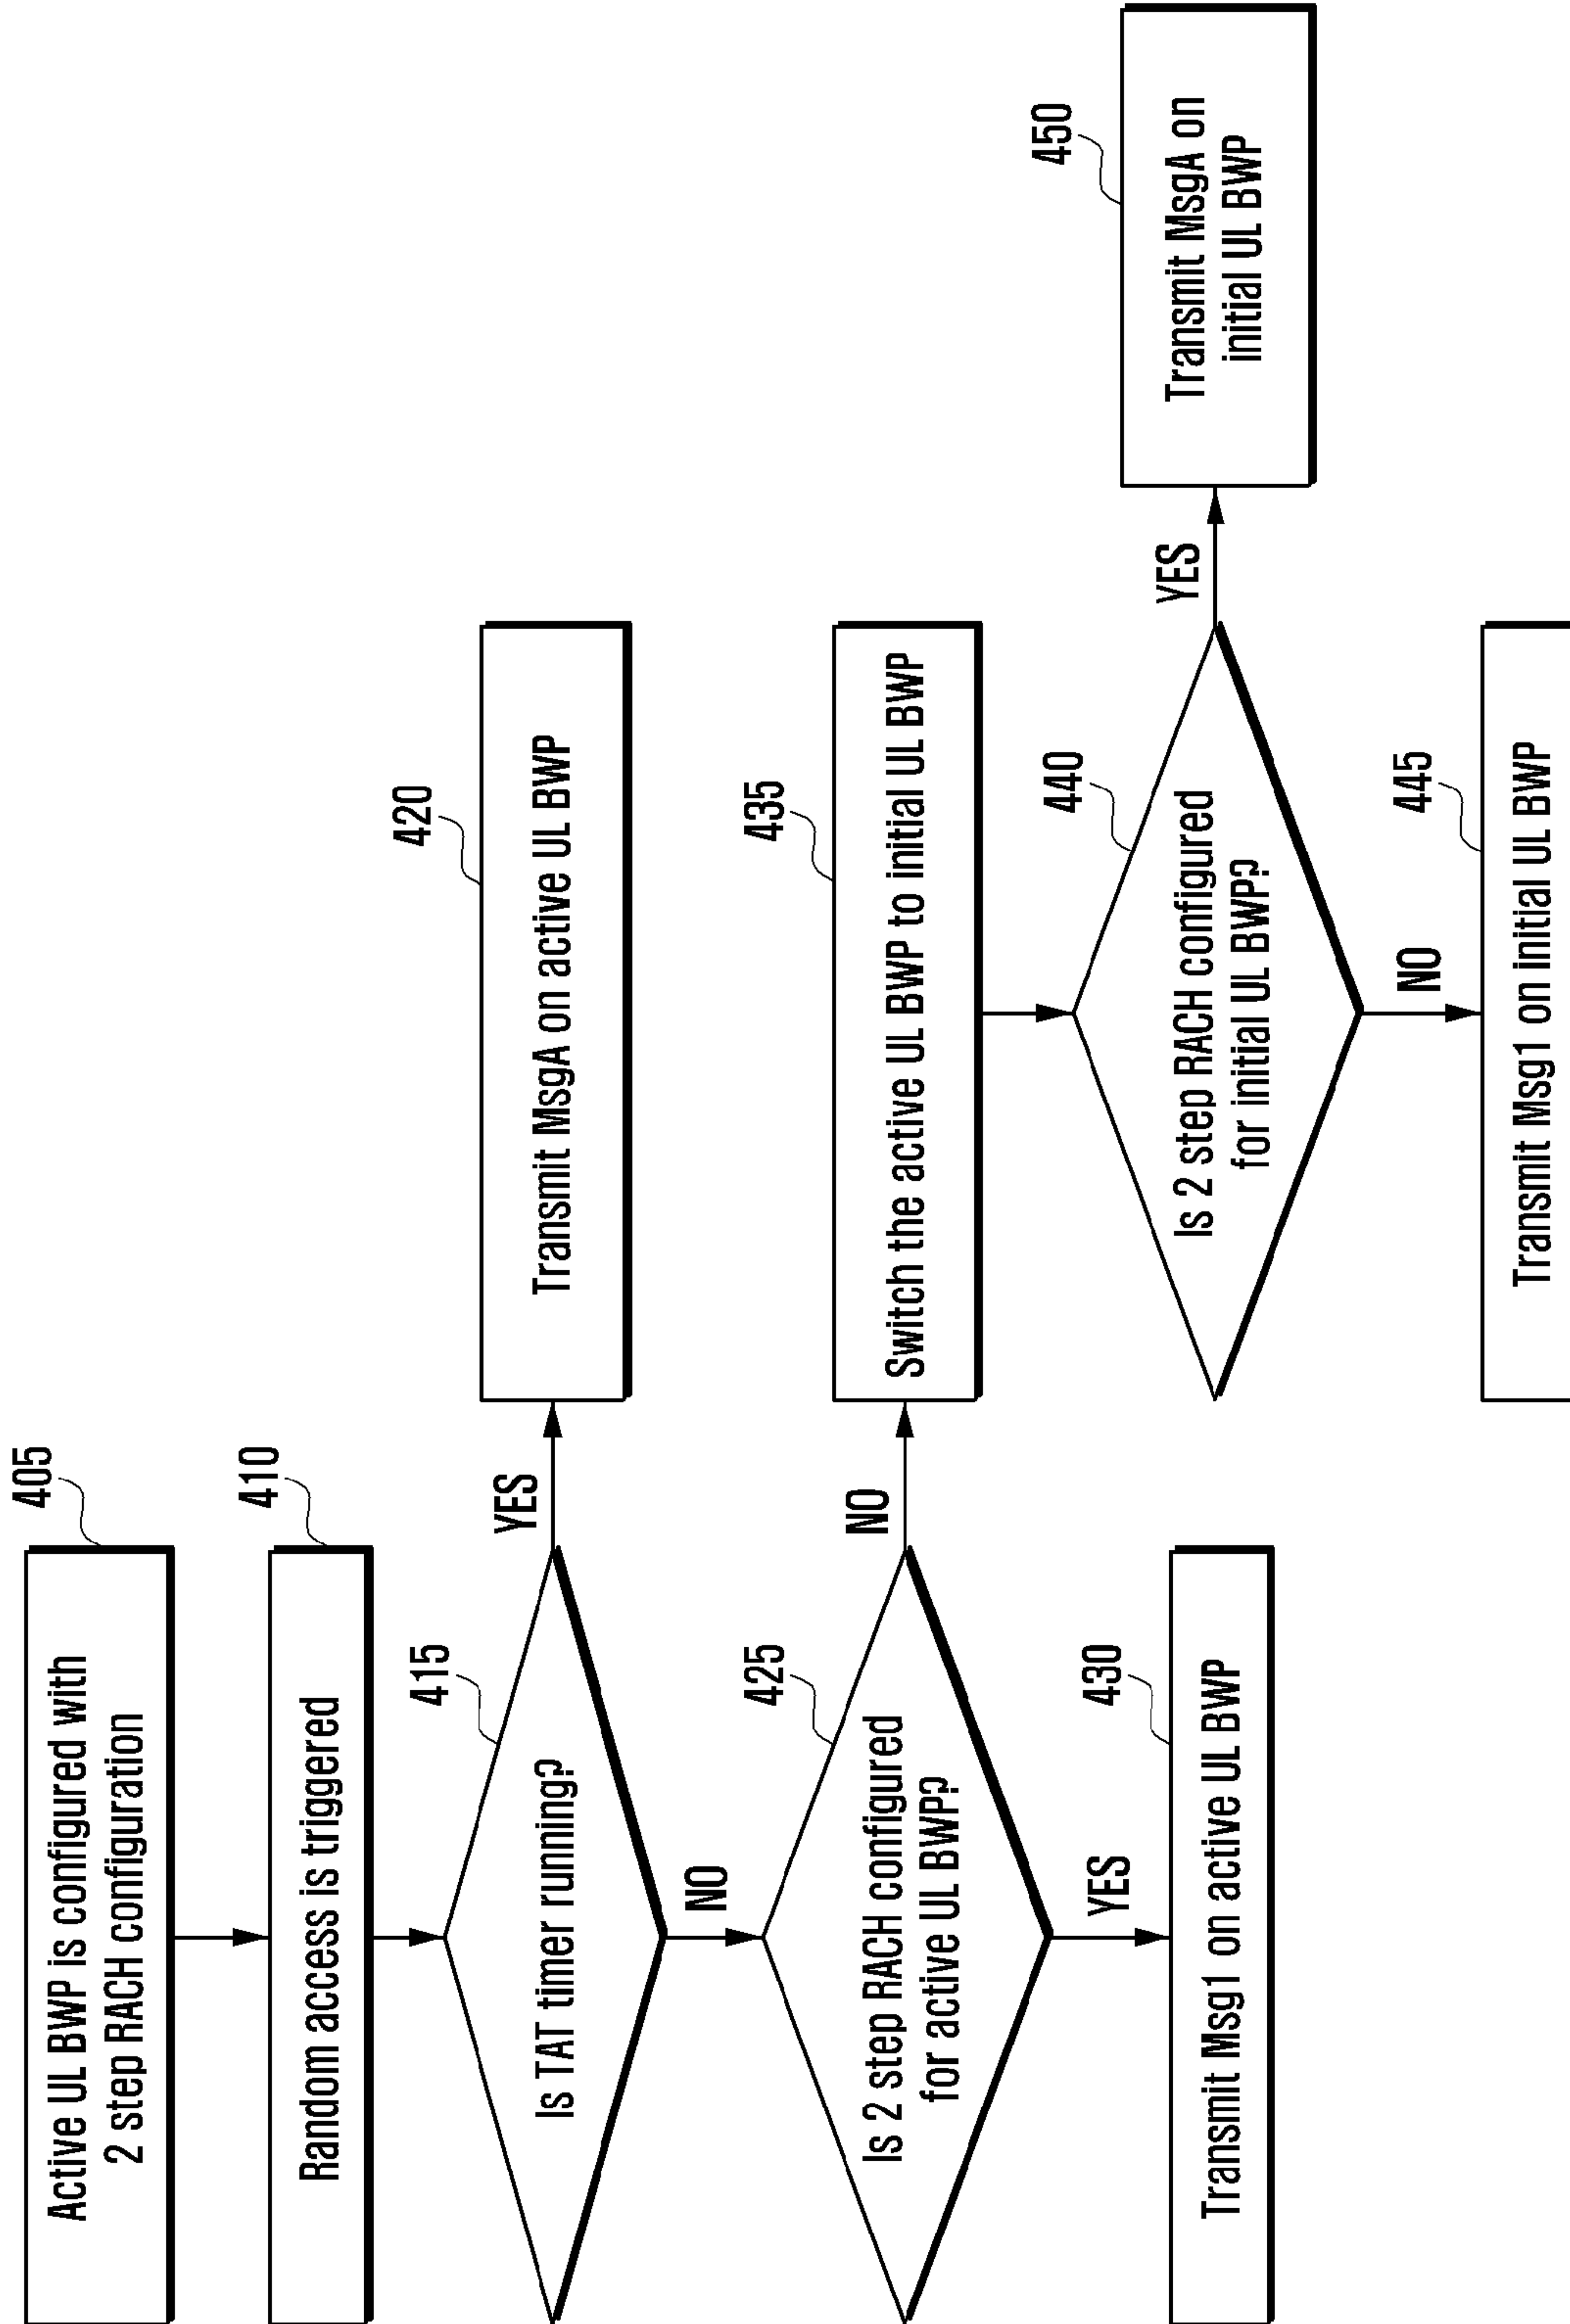 405
Active UL BWP is configured with
2 step RACH configuration
410
Random access is triggered
415
Is TAT timer running?
YES
420
Transmit MsgA on active UL BWP
NO
425
Is 2 step RACH configured
for active UL BWP?
NO
435
Switch the active UL BWP to initial UL BWP
YES
430
Transmit Msg1 on active UL BWP
440
Is 2 step RACH configured
for initial UL BWP?
YES
450
Transmit MsgA on
initial UL BWP
NO
445
Transmit Msg1 on initial UL BWP